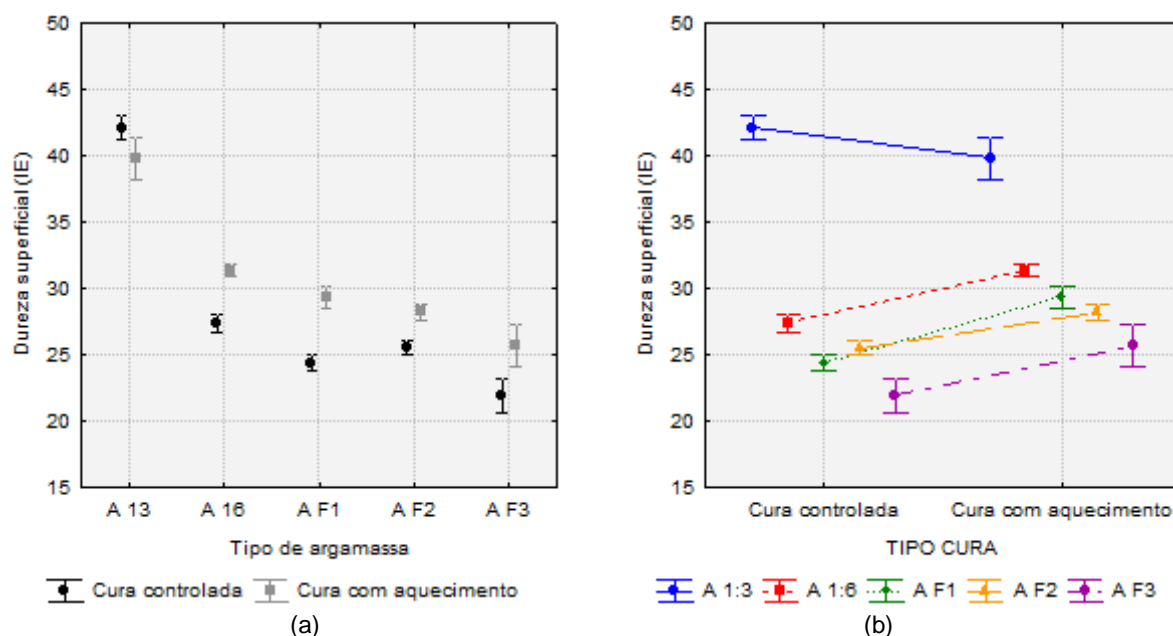 50
45
40
35
30
25
20
15
Dureza superficial (IE)
A 13 A 16 A F1 A F2 A F3
Tipo de argamassa
Cura controlada Cura com aquecimento
(a)
50
45
40
35
30
25
20
15
Dureza superficial (IE)
Cura controlada Cura com aquecimento
TIPO CURA
A 1:3 A 1:6 A F1 A F2 A F3
(b)